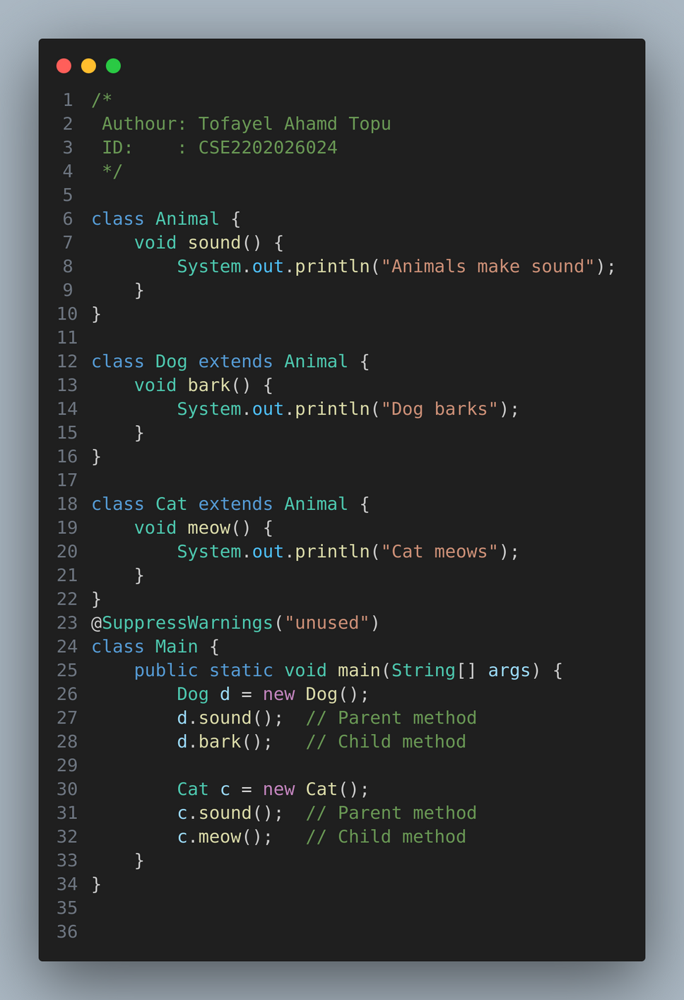 1 /*
2  Authour: Tofayel Ahamd Topu
3  ID:    : CSE2202026024
4  */
5
6 class Animal {
7     void sound() {
8         System.out.println("Animals make sound");
9     }
10 }
11
12 class Dog extends Animal {
13     void bark() {
14         System.out.println("Dog barks");
15     }
16 }
17
18 class Cat extends Animal {
19     void meow() {
20         System.out.println("Cat meows");
21     }
22 }
23 @SuppressWarnings("unused")
24 class Main {
25     public static void main(String[] args) {
26         Dog d = new Dog();
27         d.sound();  // Parent method
28         d.bark();   // Child method
29
30         Cat c = new Cat();
31         c.sound();  // Parent method
32         c.meow();   // Child method
33     }
34 }
35
36